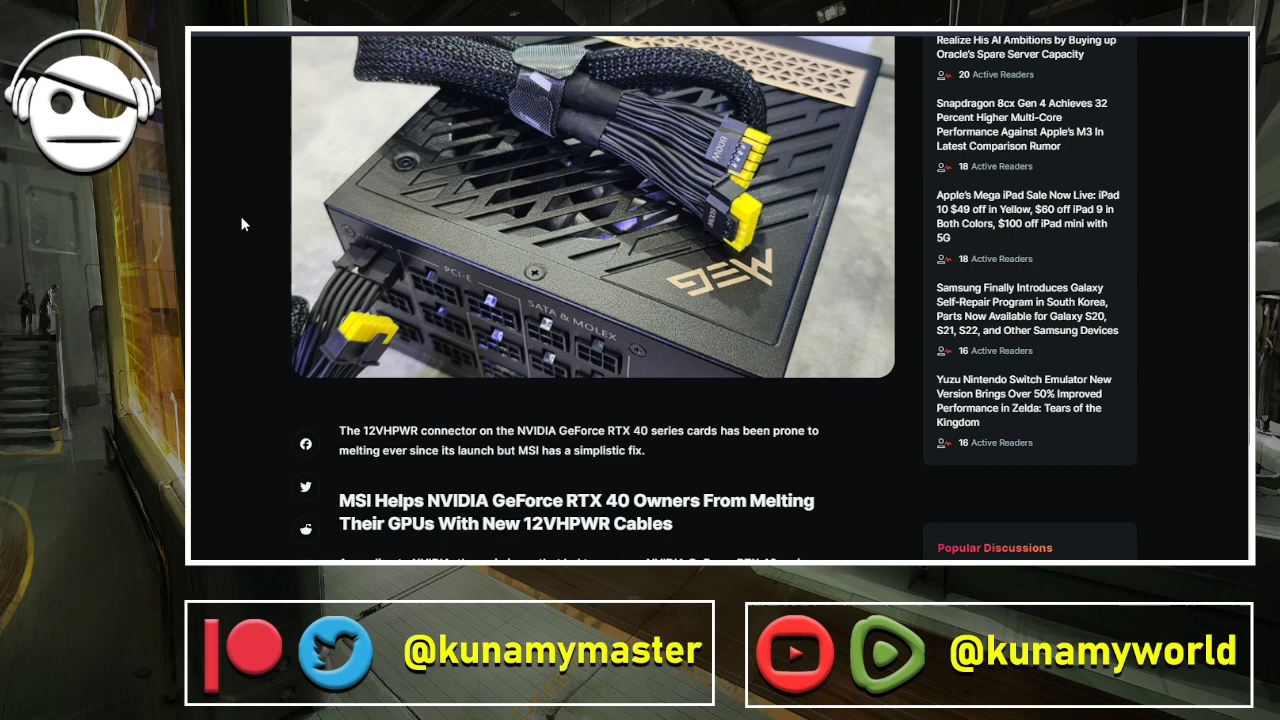 600W
600W
PCI-E
SATA & MOLEX
MEG
The 12VHPWR connector on the NVIDIA GeForce RTX 40 series cards has been prone to
melting ever since its launch but MSI has a simplistic fix.
MSI Helps NVIDIA GeForce RTX 40 Owners From Melting
Their GPUs With New 12VHPWR Cables
Realize His AI Ambitions by Buying up
Oracle's Spare Server Capacity
20 Active Readers
Snapdragon 8cx Gen 4 Achieves 32
Percent Higher Multi-Core
Performance Against Apple's M3 In
Latest Comparison Rumor
18 Active Readers
Apple's Mega iPad Sale Now Live: iPad
10 $49 off in Yellow, $60 off iPad 9 in
Both Colors, $100 off iPad mini with
5G
18 Active Readers
Samsung Finally Introduces Galaxy
Self-Repair Program in South Korea,
Parts Now Available for Galaxy S20,
S21, S22, and Other Samsung Devices
16 Active Readers
Yuzu Nintendo Switch Emulator New
Version Brings Over 50% Improved
Performance in Zelda: Tears of the
Kingdom
16 Active Readers
Popular Discussions
@kunamymaster
@kunamyworld